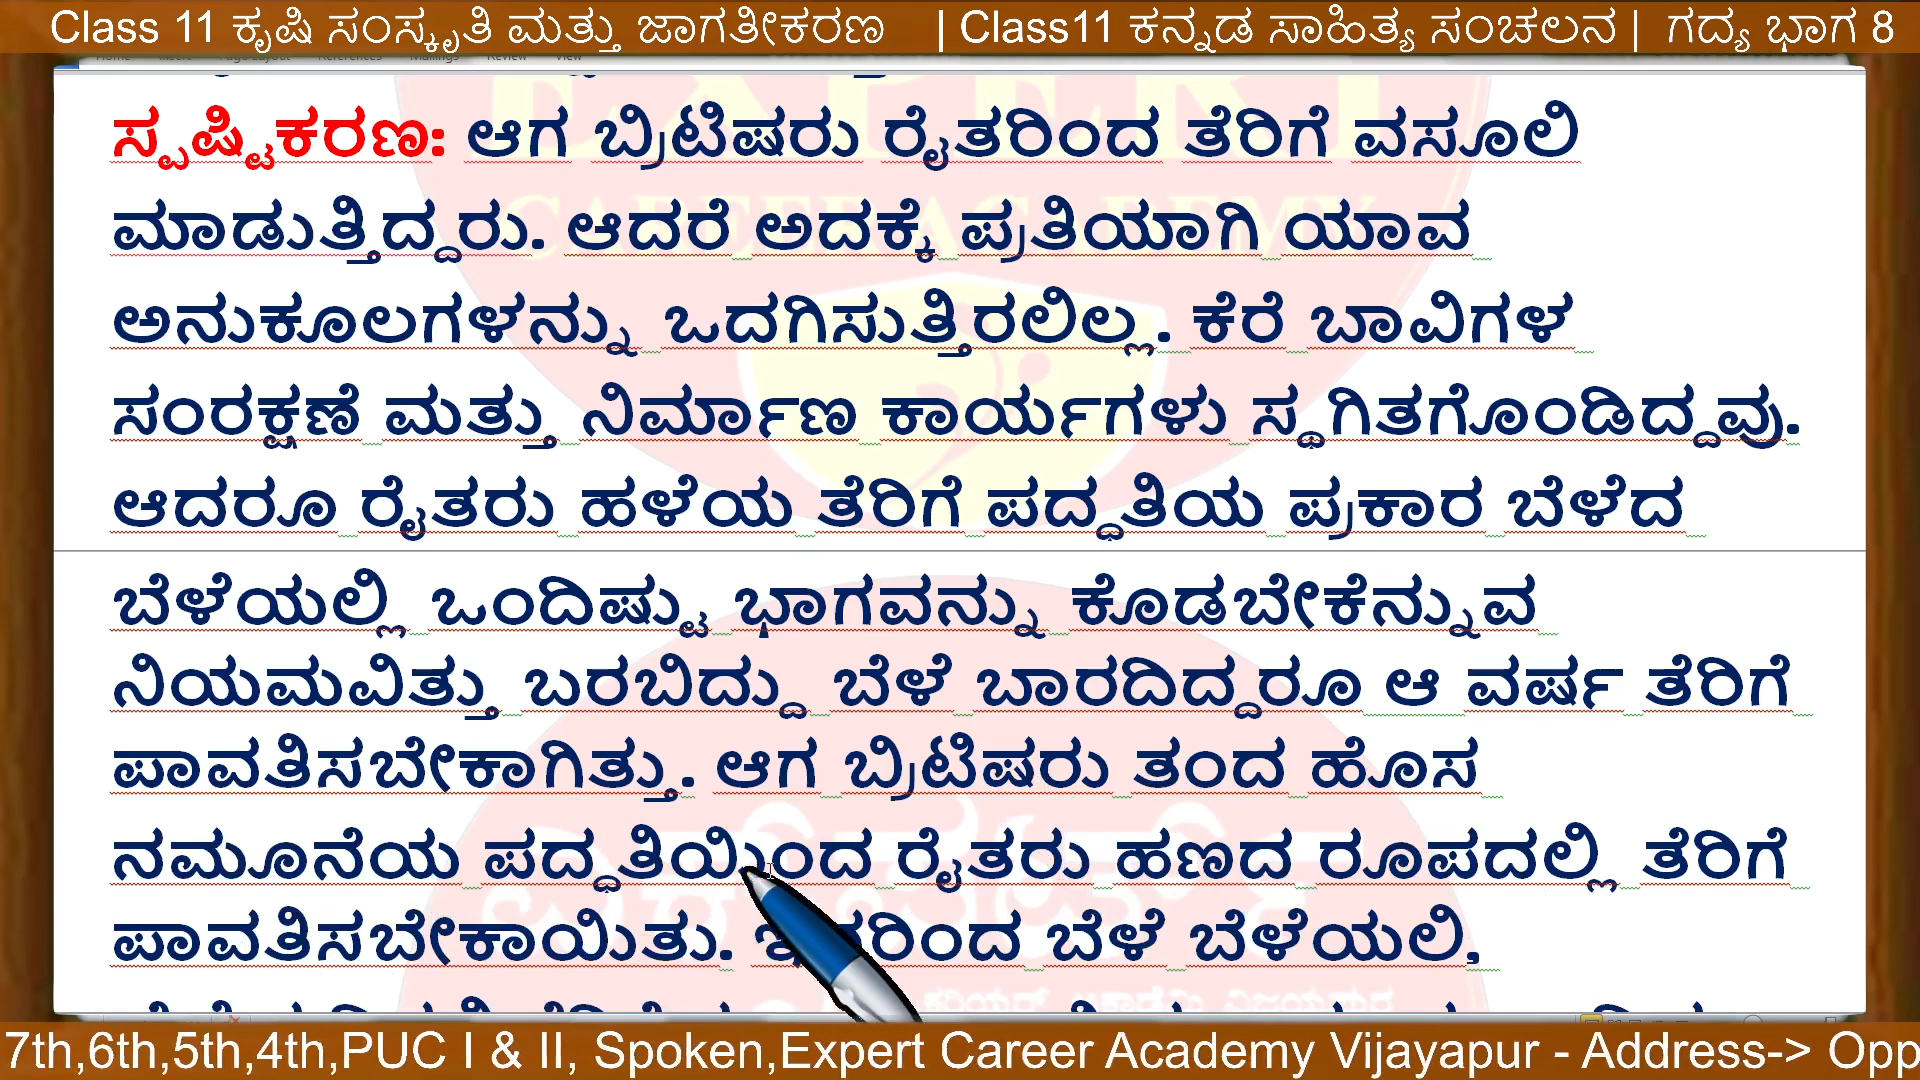 Class 11 ಕೃಷಿ ಸಂಸ್ಕೃತಿ ಮತ್ತು ಜಾಗತೀಕರಣ | Class11 ಕನ್ನಡ ಸಾಹಿತ್ಯ ಸಂಚಲನ | ಗದ್ಯ ಭಾಗ 8
ಸ್ಪಷ್ಟಿಕರಣ: ಆಗ ಬ್ರಿಟಿಷರು ರೈತರಿಂದ ತೆರಿಗೆ ವಸೂಲಿ
ಮಾಡುತ್ತಿದ್ದರು. ಆದರೆ ಅದಕ್ಕೆ ಪ್ರತಿಯಾಗಿ ಯಾವ
ಅನುಕೂಲಗಳನ್ನು ಒದಗಿಸುತ್ತಿರಲಿಲ್ಲ. ಕೆರೆ ಬಾವಿಗಳ
ಸಂರಕ್ಷಣೆ ಮತ್ತು ನಿರ್ಮಾಣ ಕಾರ್ಯಗಳು ಸ್ಥಗಿತಗೊಂಡಿದ್ದವು.
ಆದರೂ ರೈತರು ಹಳೆಯ ತೆರಿಗೆ ಪದ್ಧತಿಯ ಪ್ರಕಾರ ಬೆಳೆದ
ಬೆಳೆಯಲ್ಲಿ ಒಂದಿಷ್ಟು ಭಾಗವನ್ನು ಕೊಡಬೇಕೆನ್ನುವ
ನಿಯಮವಿತ್ತು ಬರಬಿದ್ದು ಬೆಳೆ ಬಾರದಿದ್ದರೂ ಆ ವರ್ಷ ತೆರಿಗೆ
ಪಾವತಿಸಬೇಕಾಗಿತ್ತು. ಆಗ ಬ್ರಿಟಿಷರು ತಂದ ಹೊಸ
ನಮೂನೆಯ ಪದ್ಧತಿಯಿಂದ ರೈತರು ಹಣದ ರೂಪದಲ್ಲಿ ತೆರಿಗೆ
ಪಾವತಿಸಬೇಕಾಯಿತು. ಬೆಳೆ ಬೆಳೆಯಲಿ,
7th,6th,5th,4th,PUC I & II, Spoken,Expert Career Academy Vijayapur - Address-> Opp